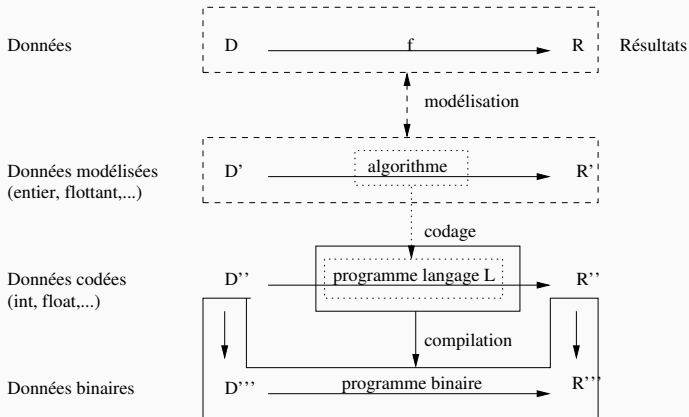 Données D f R Résultats
modélisation
Données modélisées
(entier, flottant,...)
D' algorithme R'
codage
Données codées
(int, float,...)
D'' programme langage L R''
compilation
Données binaires D''' programme binaire R'''